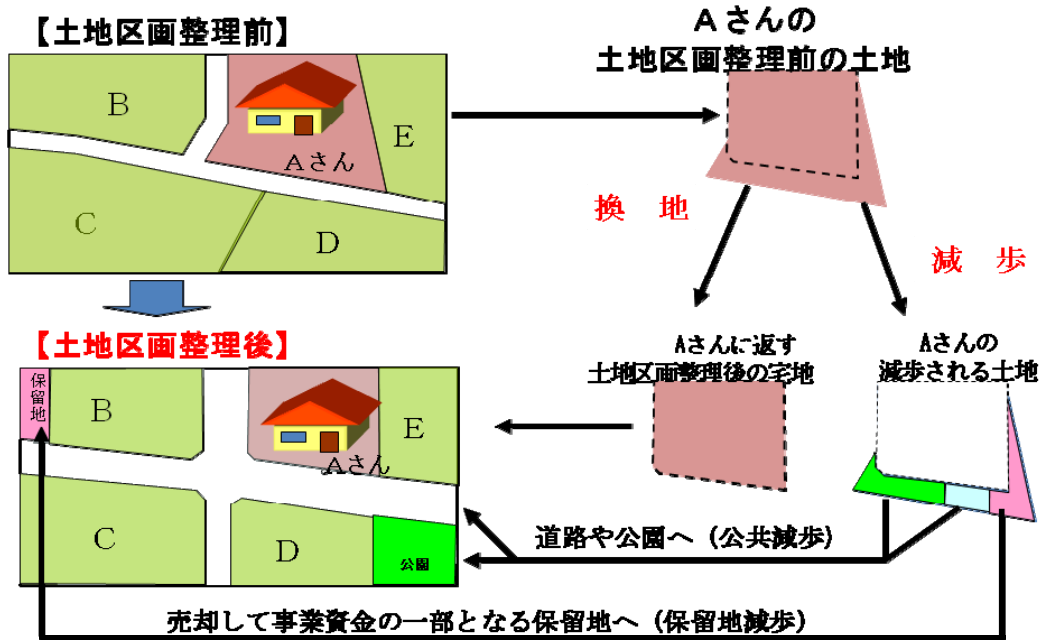 【土地区画整理前】
B
Aさん
E
C
D
Aさんの
土地区画整理前の土地
換 地
減 歩
【土地区画整理後】
保留地
B
Aさん
E
C
D
公園
Aさんに返す
土地区画整理後の宅地
Aさんの
減歩される土地
道路や公園へ（公共減歩）
売却して事業資金の一部となる保留地へ（保留地減歩）